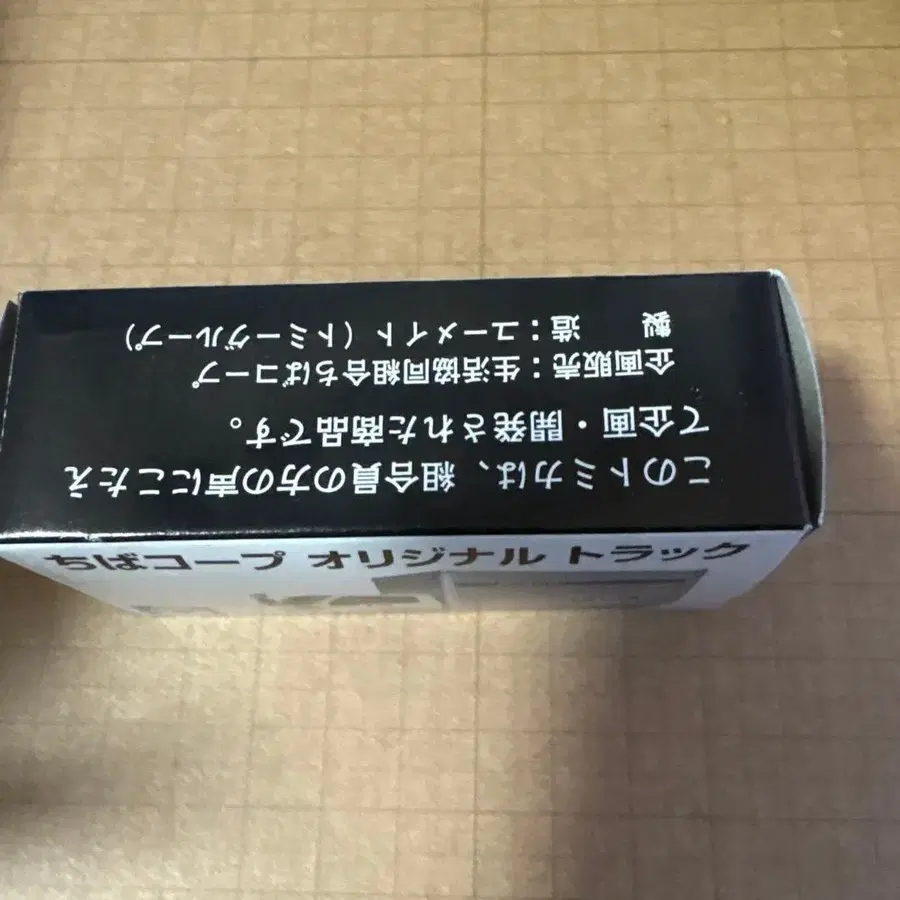 このトミカは、組合員の方の声にこたえ
て企画・開発された商品です。
企画販売：生活協同組合ちばコープ
製　　造：ユーメイト（トミーグループ）
ちばコープ オリジナル トラック